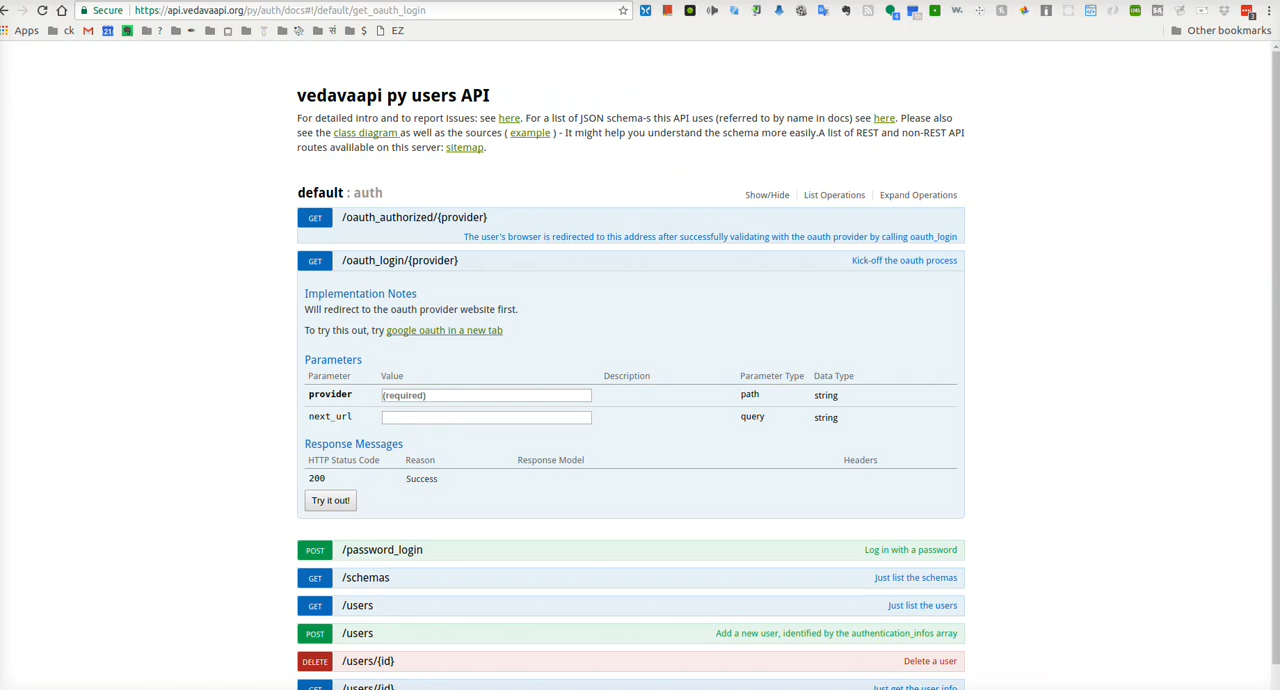 Secure https://api.vedavaapi.org/py/auth/docs#!/default/get_oauth_login
Apps ck 21 ? सं $ EZ Other bookmarks
vedavaapi py users API
For detailed intro and to report issues: see here. For a list of JSON schema-s this API uses (referred to by name in docs) see here. Please also
see the class diagram as well as the sources ( example ) - It might help you understand the schema more easily.A list of REST and non-REST API
routes avalilable on this server: sitemap.
default : auth Show/Hide List Operations Expand Operations
GET /oauth_authorized/{provider}
The user's browser is redirected to this address after successfully validating with the oauth provider by calling oauth_login
GET /oauth_login/{provider} Kick-off the oauth process
Implementation Notes
Will redirect to the oauth provider website first.
To try this out, try google oauth in a new tab
Parameters
Parameter Value Description Parameter Type Data Type
provider (required) path string
next_url query string
Response Messages
HTTP Status Code Reason Response Model Headers
200 Success
Try it out!
POST /password_login Log in with a password
GET /schemas Just list the schemas
GET /users Just list the users
POST /users Add a new user, identified by the authentication_infos array
DELETE /users/{id} Delete a user
GET /users/{id} Just get the user info